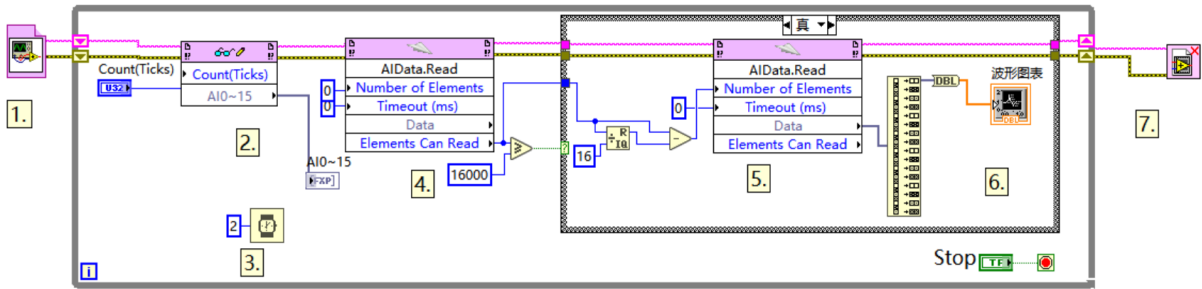 真
Count(Ticks)
U32
Count(Ticks)
AI0~15
AIData.Read
Number of Elements
Timeout (ms)
Data
Elements Can Read
0
0
AIData.Read
Number of Elements
Timeout (ms)
Data
Elements Can Read
0
波形图表
DBL
DBL
1.
2.
AI0~15
FXP]
4.
16000
?
R
IQ
16
5.
6.
7.
2
3.
i
Stop
TF